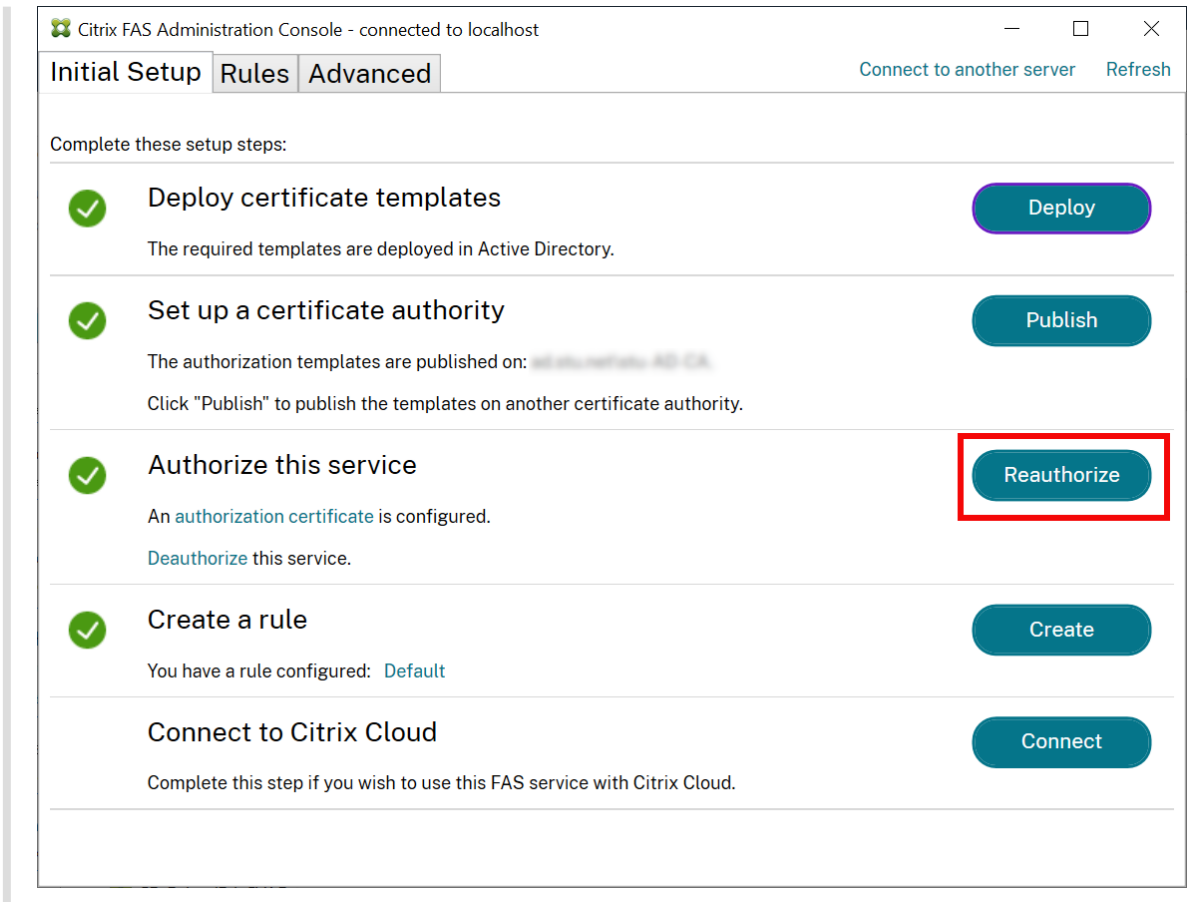 Citrix FAS Administration Console - connected to localhost
Initial Setup Rules Advanced Connect to another server Refresh
Complete these setup steps:
Deploy certificate templates
Deploy
The required templates are deployed in Active Directory.
Set up a certificate authority
Publish
The authorization templates are published on:
Click "Publish" to publish the templates on another certificate authority.
Authorize this service
Reauthorize
An authorization certificate is configured.
Deauthorize this service.
Create a rule
Create
You have a rule configured: Default
Connect to Citrix Cloud
Connect
Complete this step if you wish to use this FAS service with Citrix Cloud.